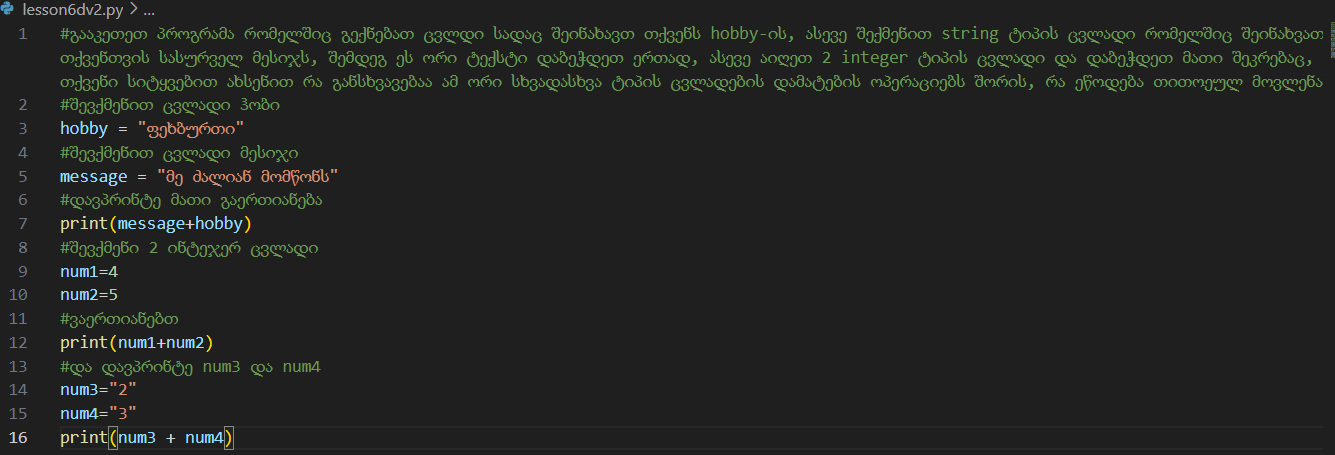 lesson6dv2.py > ...
1 #გააკეთეთ პროგრამა რომელშიც გექნებათ ცვლდი სადაც შეინახავთ თქვენს hobby-ის, ასევე შექმენით string ტიპის ცვლადი რომელშიც შეინახვათ
თქვენთვის სასურველ მესიჯს, შემდეგ ეს ორი ტექსტი დაბეჭდეთ ერთად, ასევე აიღეთ 2 integer ტიპის ცვლადი და დაბეჭდეთ მათი შეკრებაც,
თქვენი სიტყვებით ახსენით რა განსხვავებაა ამ ორი სხვადასხვა ტიპის ცვლადების დამატების ოპერაციებს შორის, რა ეწოდება თითოეულ მოვლენა
2 #შევქმენით ცვლადი ჰობი
3 hobby = "ფეხბურთი"
4 #შევქმენით ცვლადი მესიჯი
5 message = "მე ძალიან მომწონს"
6 #დავპრინტე მათი გაერთიანება
7 print(message+hobby)
8 #შევქმენი 2 ინტეჯერ ცვლადი
9 num1=4
10 num2=5
11 #ვაერთიანებთ
12 print(num1+num2)
13 #და დავპრინტე num3 და num4
14 num3="2"
15 num4="3"
16 print(num3 + num4)